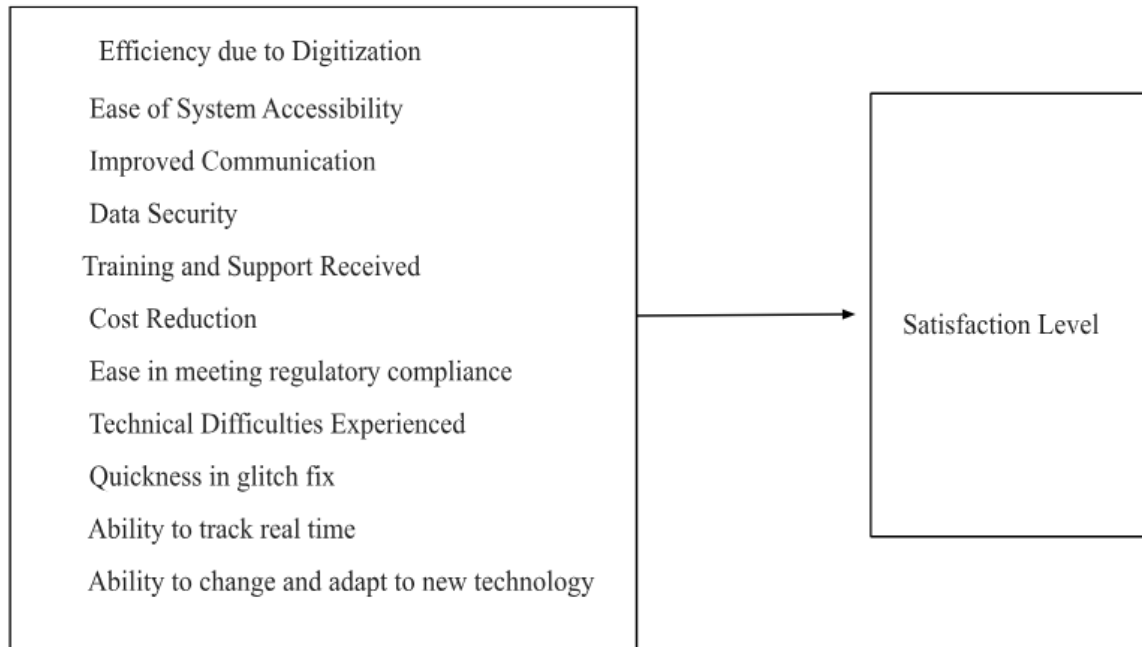 Efficiency due to Digitization
Ease of System Accessibility
Improved Communication
Data Security
Training and Support Received
Cost Reduction
Ease in meeting regulatory compliance
Technical Difficulties Experienced
Quickness in glitch fix
Ability to track real time
Ability to change and adapt to new technology
Satisfaction Level